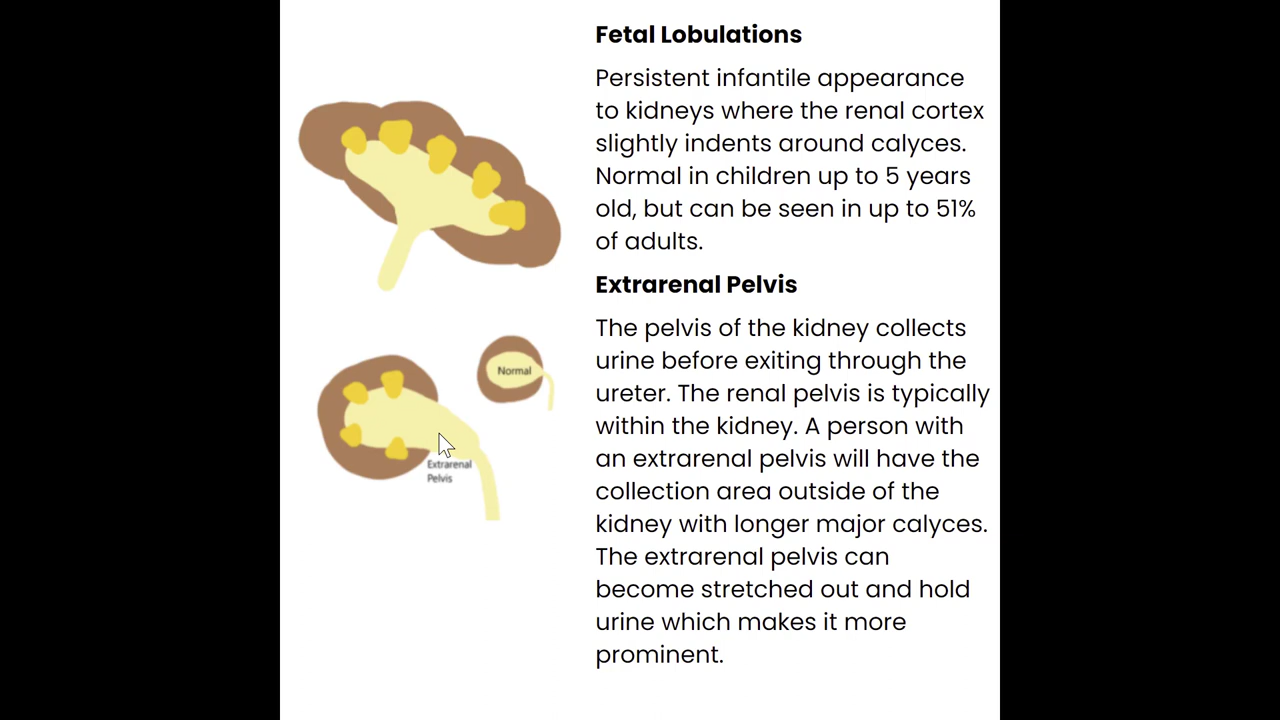 Fetal Lobulations
Persistent infantile appearance
to kidneys where the renal cortex
slightly indents around calyces.
Normal in children up to 5 years
old, but can be seen in up to 51%
of adults.
Extrarenal Pelvis
The pelvis of the kidney collects
urine before exiting through the
ureter. The renal pelvis is typically
within the kidney. A person with
an extrarenal pelvis will have the
collection area outside of the
kidney with longer major calyces.
The extrarenal pelvis can
become stretched out and hold
urine which makes it more
prominent.
Normal
Extrarenal
Pelvis